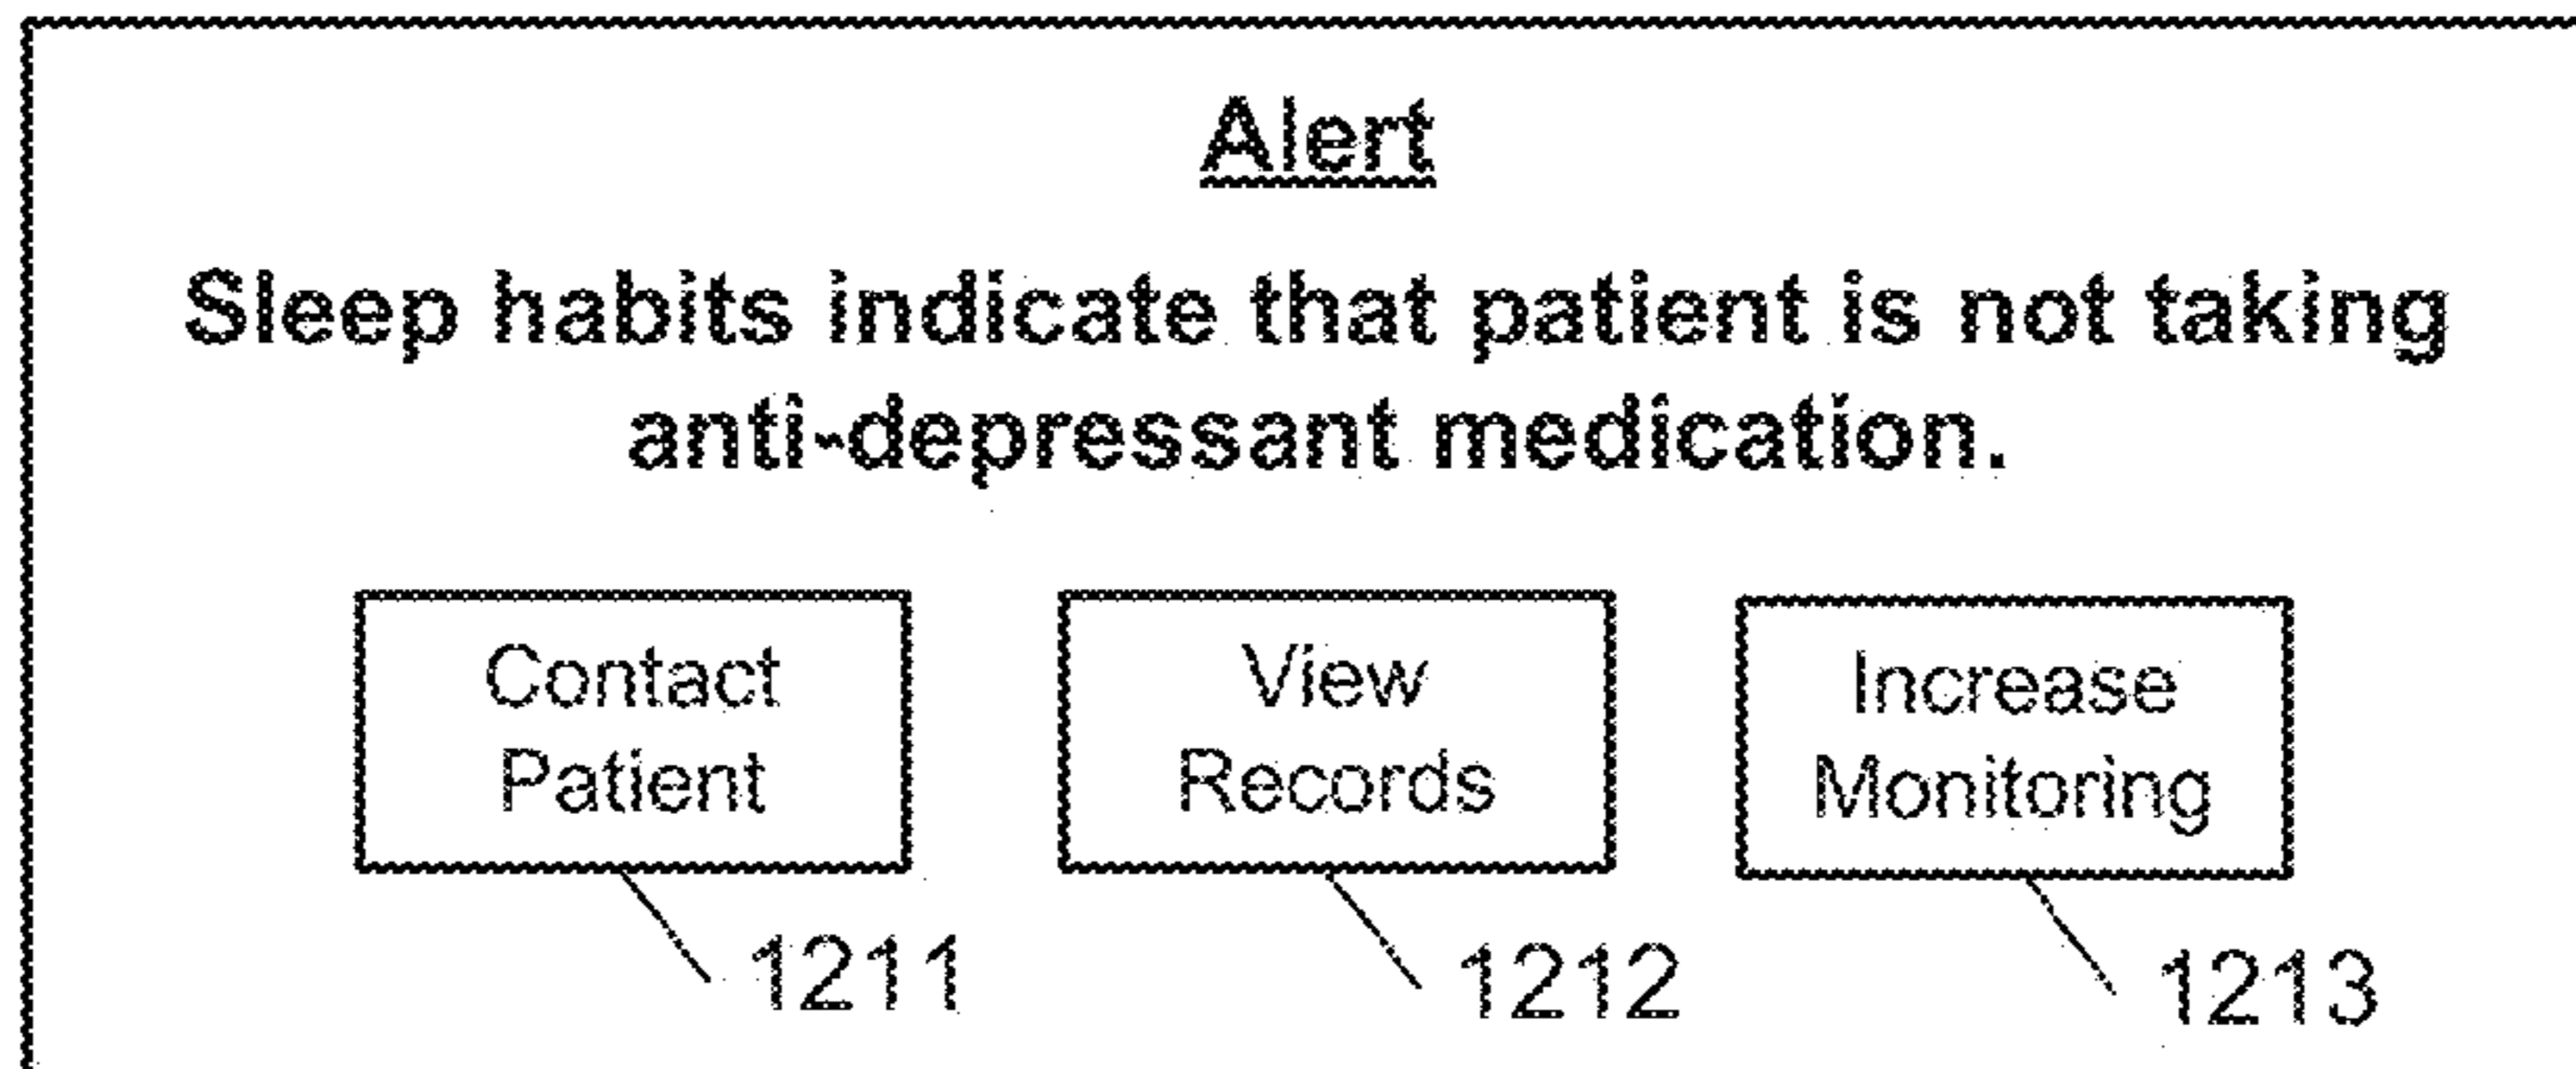 Alert
Sleep habits indicate that patient is not taking
anti-depressant medication.
Contact
Patient
View
Records
Increase
Monitoring
1211
1212
1213